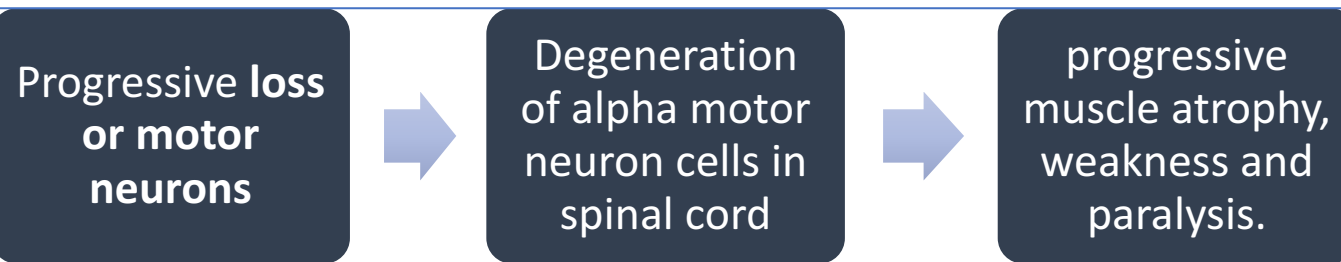 Progressive loss
or motor
neurons
Degeneration
of alpha motor
neuron cells in
spinal cord
progressive
muscle atrophy,
weakness and
paralysis.